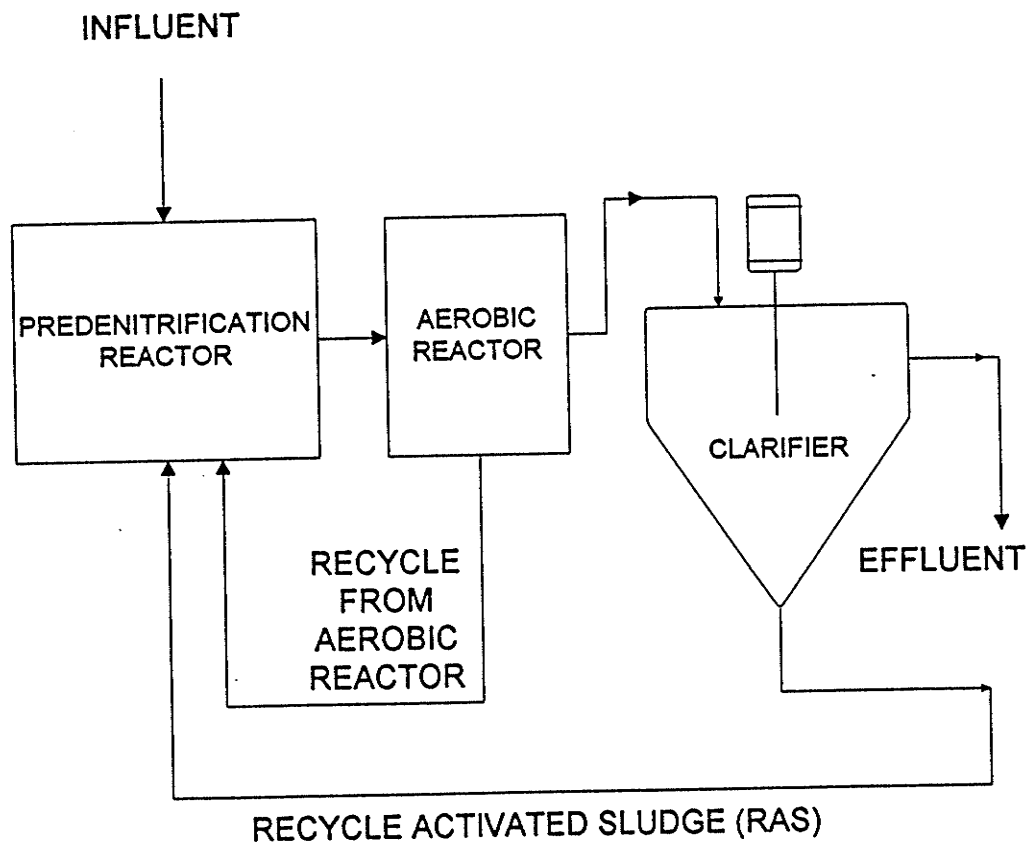 INFLUENT
PREDENITRIFICATION
REACTOR
AEROBIC
REACTOR
CLARIFIER
EFFLUENT
RECYCLE
FROM
AEROBIC
REACTOR
RECYCLE ACTIVATED SLUDGE (RAS)